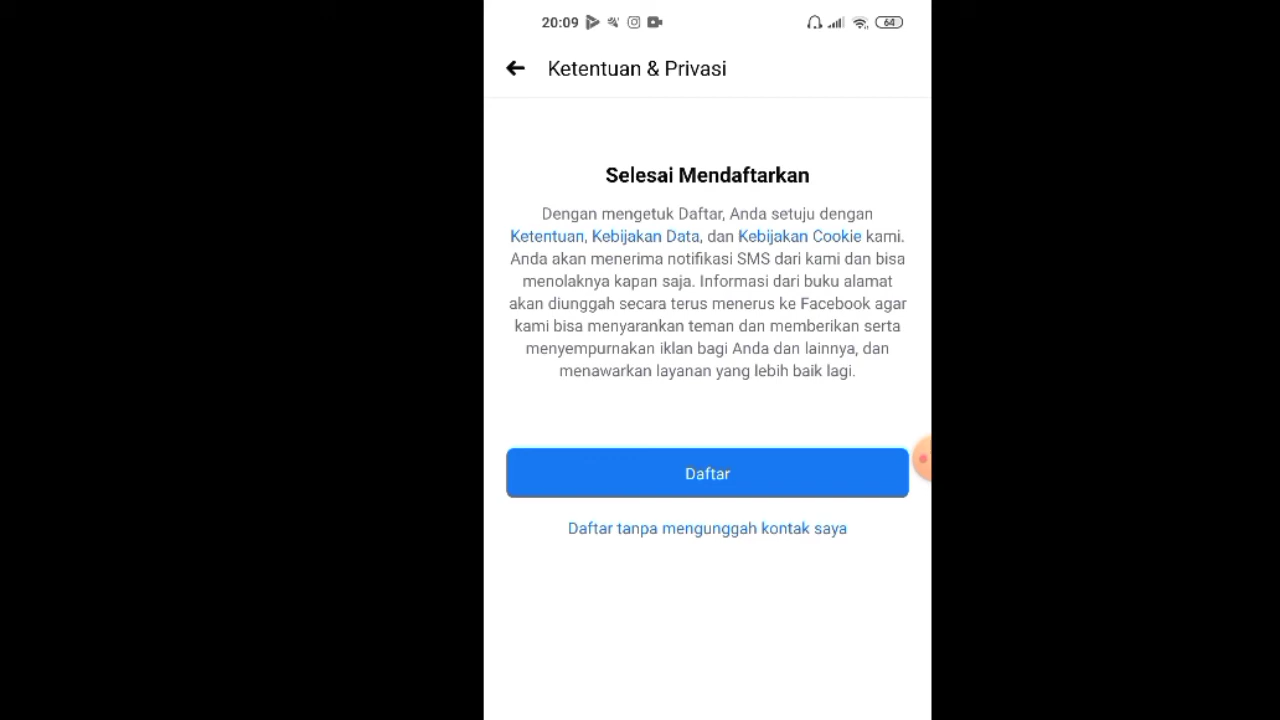 20:09
64
Ketentuan & Privasi
Selesai Mendaftarkan
Dengan mengetuk Daftar, Anda setuju dengan
Ketentuan, Kebijakan Data, dan Kebijakan Cookie kami.
Anda akan menerima notifikasi SMS dari kami dan bisa
menolaknya kapan saja. Informasi dari buku alamat
akan diunggah secara terus menerus ke Facebook agar
kami bisa menyarankan teman dan memberikan serta
menyempurnakan iklan bagi Anda dan lainnya, dan
menawarkan layanan yang lebih baik lagi.
Daftar
Daftar tanpa mengunggah kontak saya